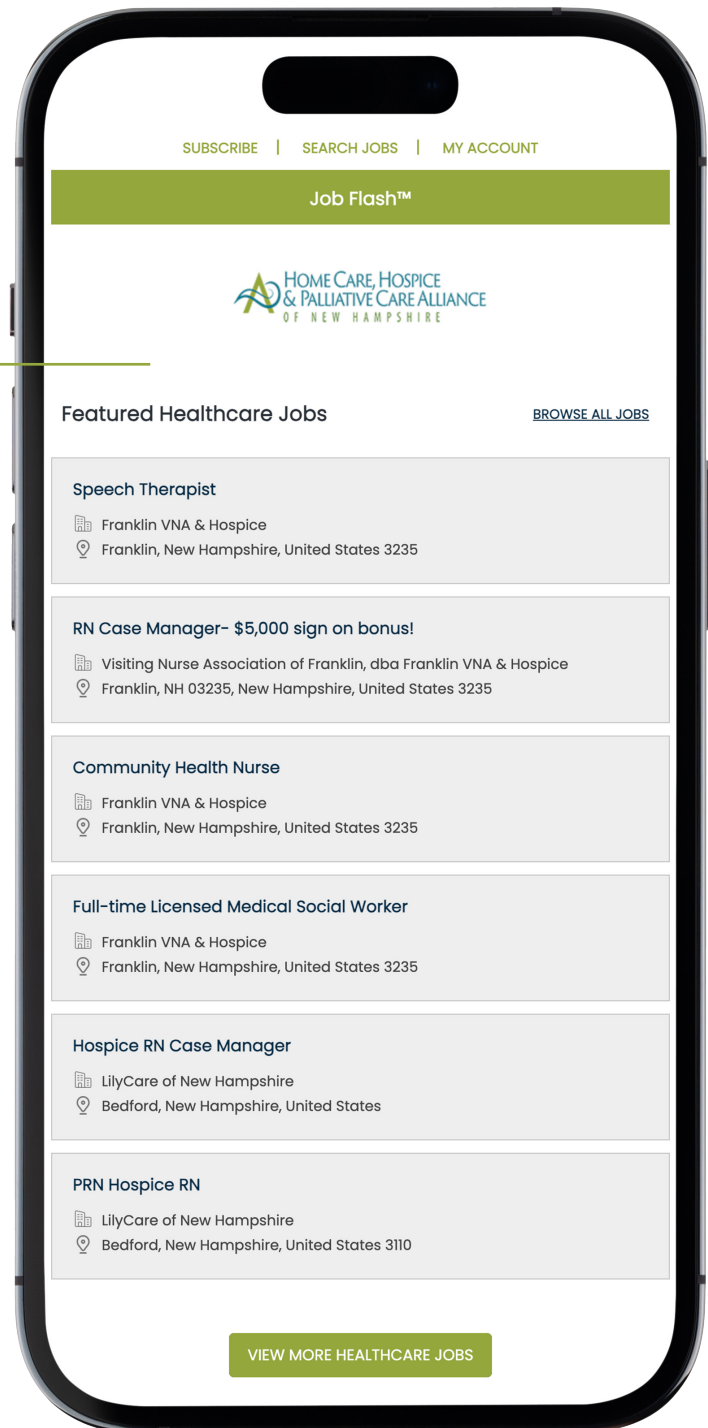 SUBSCRIBE | SEARCH JOBS | MY ACCOUNT
Job Flash™
HOME CARE, HOSPICE
& PALLIATIVE CARE ALLIANCE
OF NEW HAMPSHIRE
Featured Healthcare Jobs BROWSE ALL JOBS
Speech Therapist
Franklin VNA & Hospice
Franklin, New Hampshire, United States 3235
RN Case Manager- $5,000 sign on bonus!
Visiting Nurse Association of Franklin, dba Franklin VNA & Hospice
Franklin, NH 03235, New Hampshire, United States 3235
Community Health Nurse
Franklin VNA & Hospice
Franklin, New Hampshire, United States 3235
Full-time Licensed Medical Social Worker
Franklin VNA & Hospice
Franklin, New Hampshire, United States 3235
Hospice RN Case Manager
LilyCare of New Hampshire
Bedford, New Hampshire, United States
PRN Hospice RN
LilyCare of New Hampshire
Bedford, New Hampshire, United States 3110
VIEW MORE HEALTHCARE JOBS